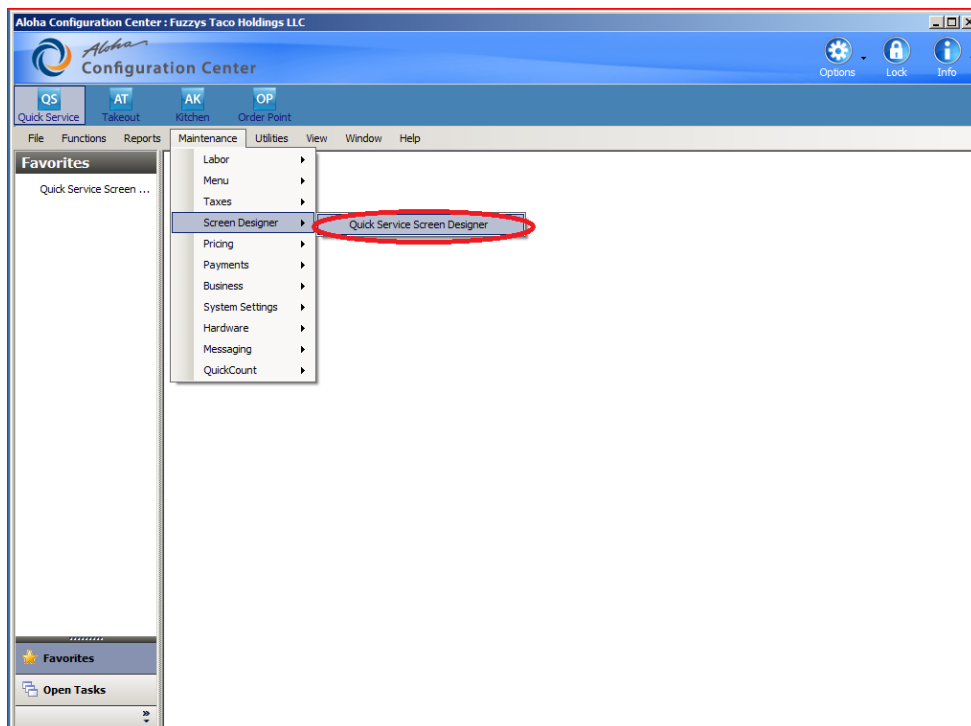 Aloha Configuration Center : Fuzzys Taco Holdings LLC
Aloha
Configuration Center
Options Lock Info
QS AT AK OP
Quick Service Takeout Kitchen Order Point
File Functions Reports Maintenance Utilities View Window Help
Favorites
Quick Service Screen ...
Labor
Menu
Taxes
Screen Designer Quick Service Screen Designer
Pricing
Payments
Business
System Settings
Hardware
Messaging
QuickCount
Favorites
Open Tasks